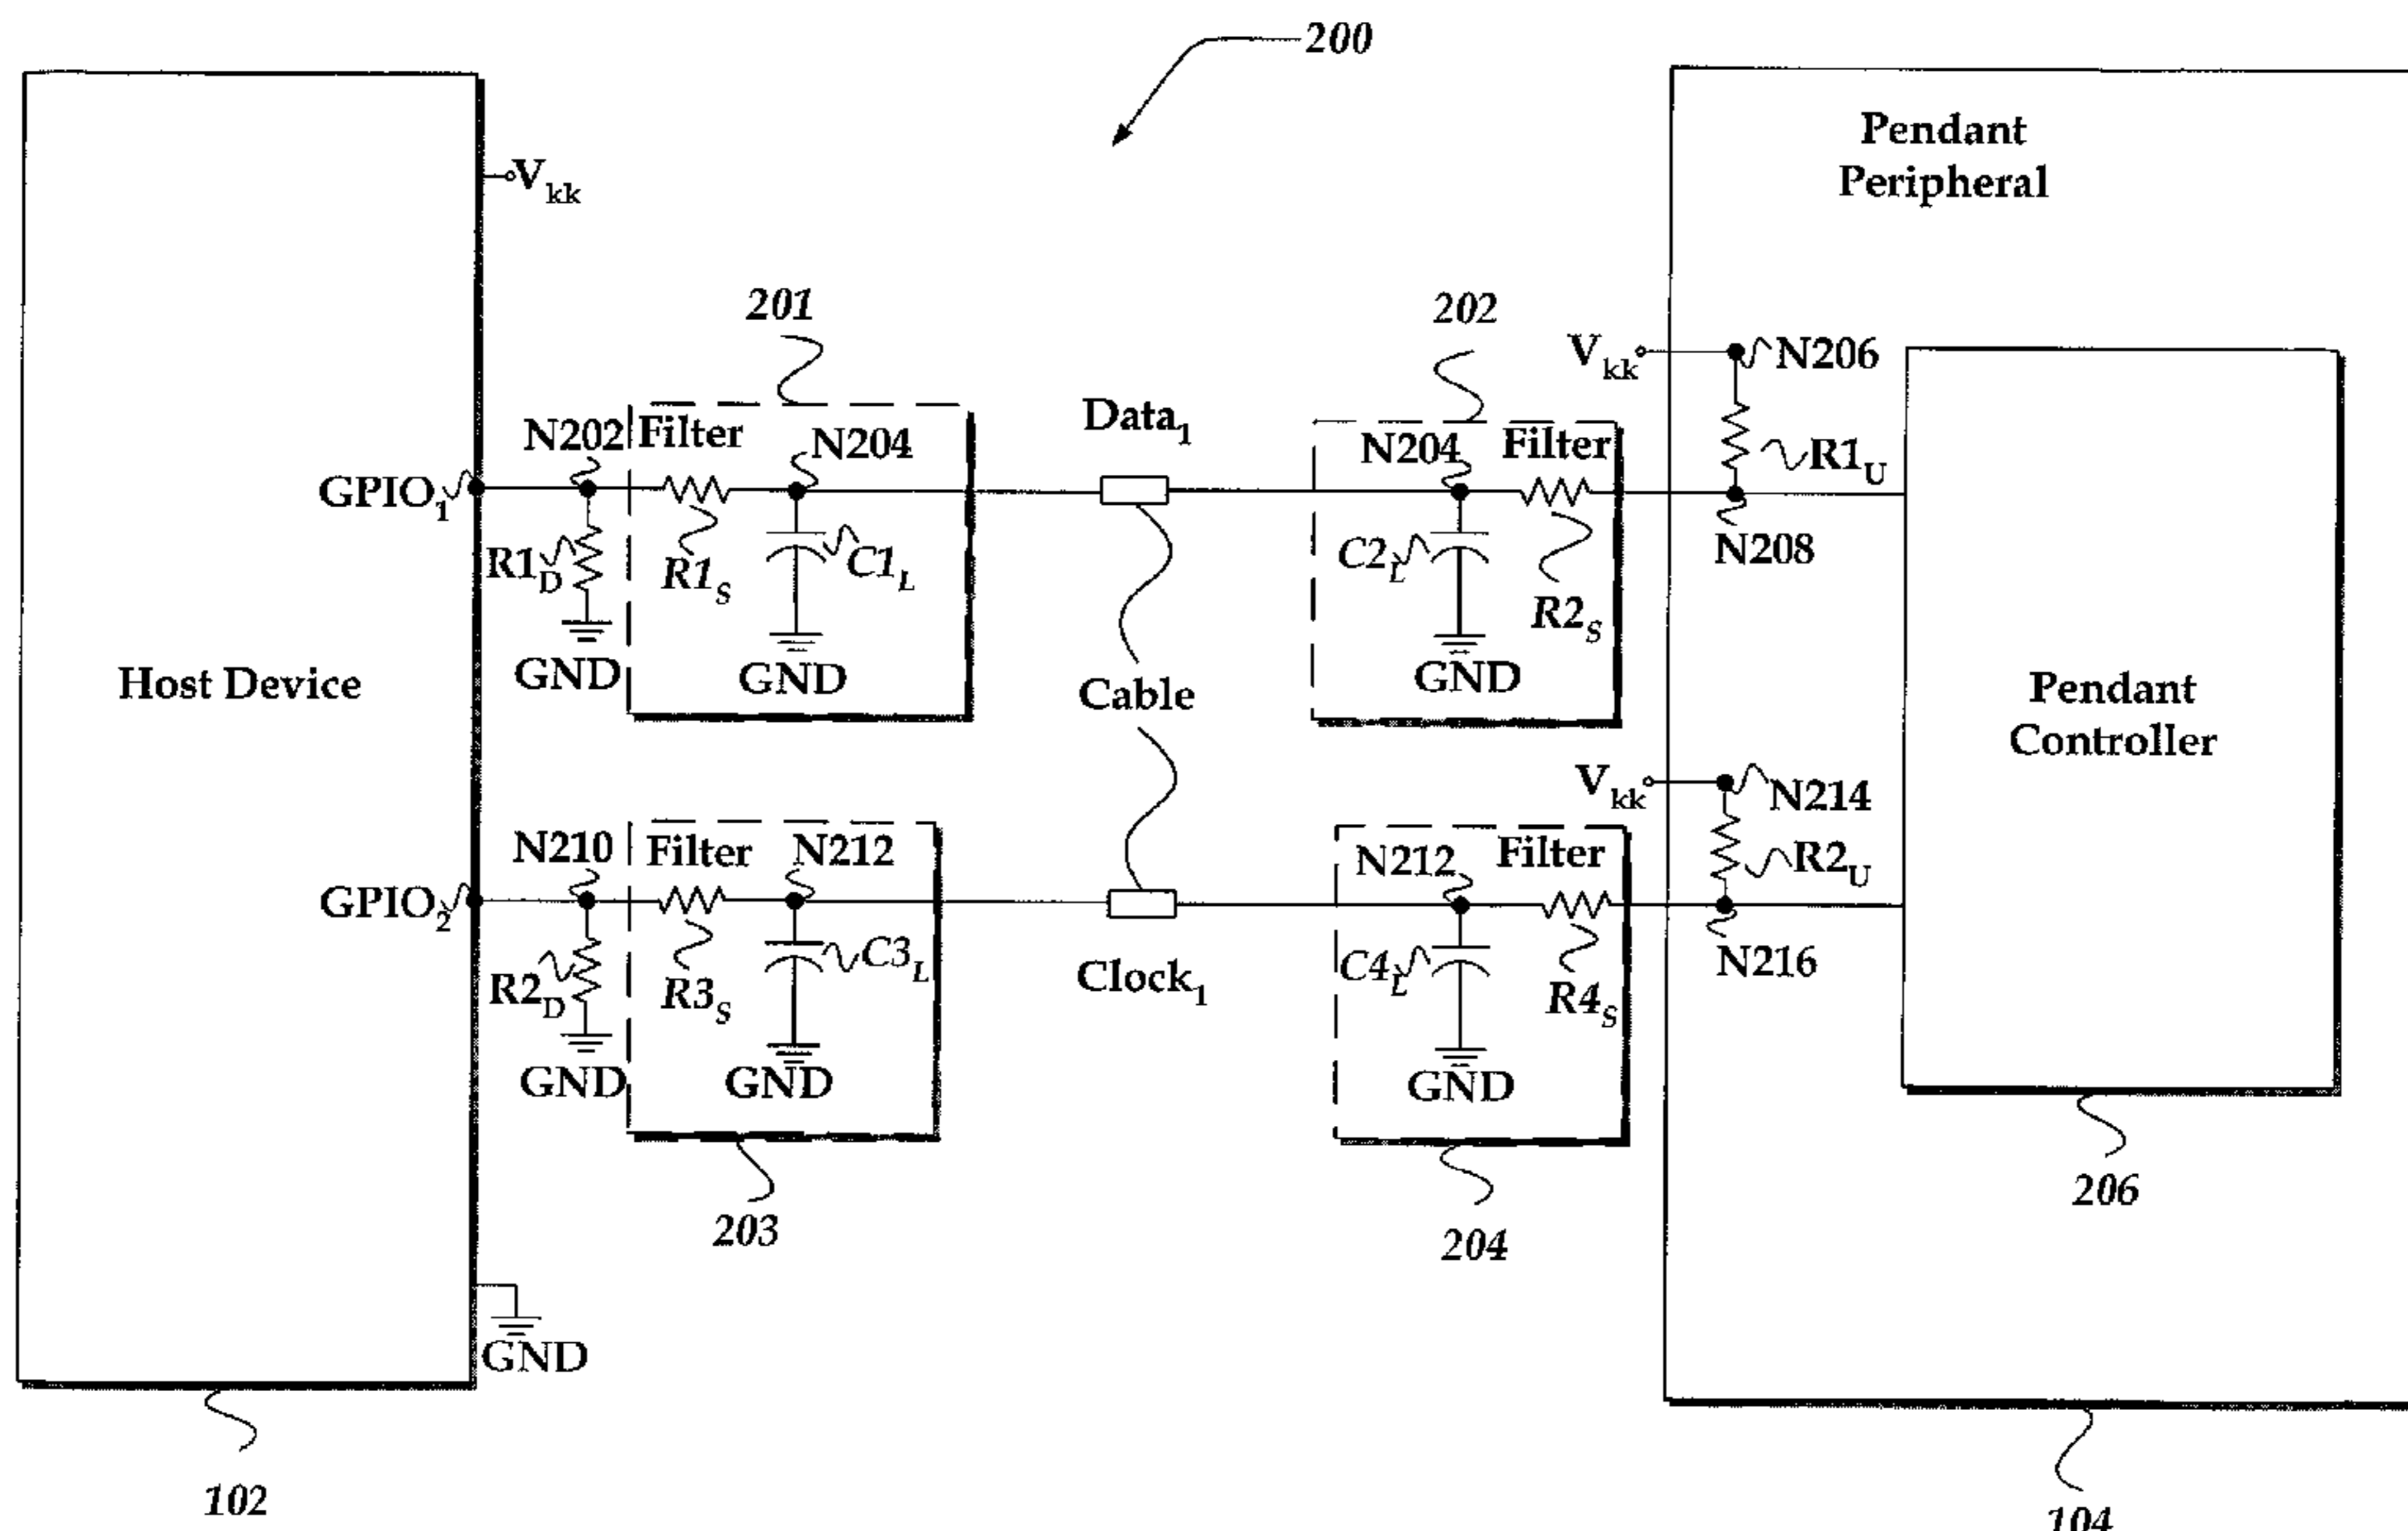 200
Pendant
Peripheral
Vkk
201
202
Vkk
N206
Data1
N202
Filter
N204
N204
Filter
R1U
GPIO1
N208
R1D
R1S
C1L
C2L
R2S
GND
GND
GND
Host Device
Cable
Pendant
Controller
Vkk
N214
N210
Filter
N212
N212
Filter
R2U
GPIO2
N216
R2D
R3S
C3L
Clock1
C4L
R4S
GND
GND
GND
206
203
204
GND
102
104